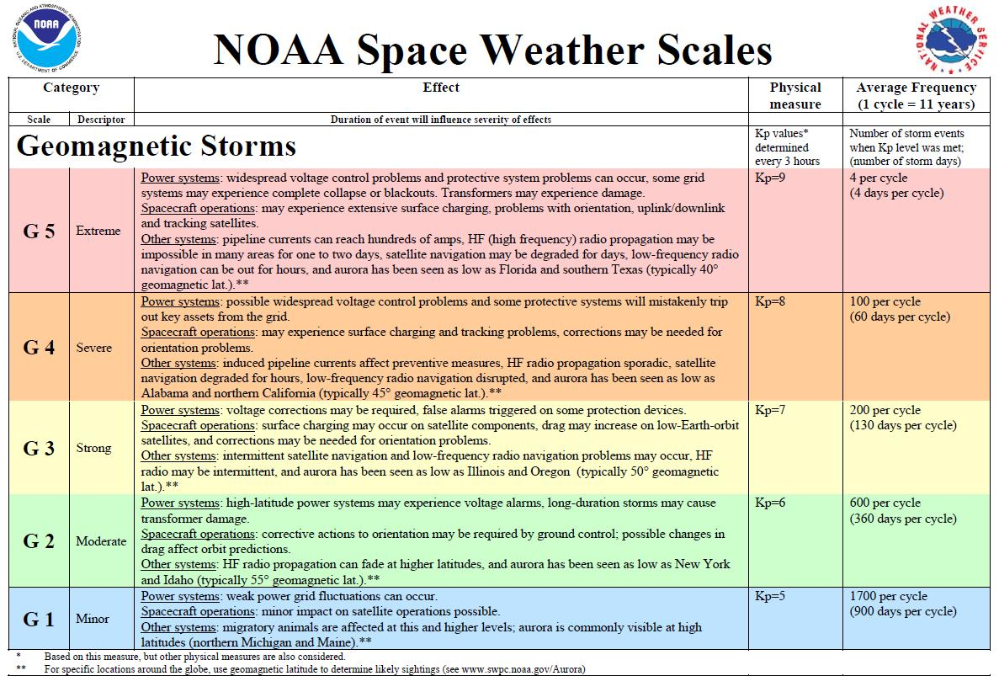 NOAA
NATIONAL OCEANIC AND ATMOSPHERIC ADMINISTRATION
U.S. DEPARTMENT OF COMMERCE
NOAA Space Weather Scales
NATIONAL WEATHER SERVICE
Category
Effect
Physical
measure
Average Frequency
(1 cycle = 11 years)
Scale
Descriptor
Duration of event will influence severity of effects
Geomagnetic Storms
Kp values*
determined
every 3 hours
Number of storm events
when Kp level was met;
(number of storm days)
G 5
Extreme
Power systems: widespread voltage control problems and protective system problems can occur, some grid
systems may experience complete collapse or blackouts. Transformers may experience damage.
Spacecraft operations: may experience extensive surface charging, problems with orientation, uplink/downlink
and tracking satellites.
Other systems: pipeline currents can reach hundreds of amps, HF (high frequency) radio propagation may be
impossible in many areas for one to two days, satellite navigation may be degraded for days, low-frequency radio
navigation can be out for hours, and aurora has been seen as low as Florida and southern Texas (typically 40°
geomagnetic lat.).**
Kp=9
4 per cycle
(4 days per cycle)
G 4
Severe
Power systems: possible widespread voltage control problems and some protective systems will mistakenly trip
out key assets from the grid.
Spacecraft operations: may experience surface charging and tracking problems, corrections may be needed for
orientation problems.
Other systems: induced pipeline currents affect preventive measures, HF radio propagation sporadic, satellite
navigation degraded for hours, low-frequency radio navigation disrupted, and aurora has been seen as low as
Alabama and northern California (typically 45° geomagnetic lat.).**
Kp=8
100 per cycle
(60 days per cycle)
G 3
Strong
Power systems: voltage corrections may be required, false alarms triggered on some protection devices.
Spacecraft operations: surface charging may occur on satellite components, drag may increase on low-Earth-orbit
satellites, and corrections may be needed for orientation problems.
Other systems: intermittent satellite navigation and low-frequency radio navigation problems may occur, HF
radio may be intermittent, and aurora has been seen as low as Illinois and Oregon (typically 50° geomagnetic
lat.).**
Kp=7
200 per cycle
(130 days per cycle)
G 2
Moderate
Power systems: high-latitude power systems may experience voltage alarms, long-duration storms may cause
transformer damage.
Spacecraft operations: corrective actions to orientation may be required by ground control; possible changes in
drag affect orbit predictions.
Other systems: HF radio propagation can fade at higher latitudes, and aurora has been seen as low as New York
and Idaho (typically 55° geomagnetic lat.).**
Kp=6
600 per cycle
(360 days per cycle)
G 1
Minor
Power systems: weak power grid fluctuations can occur.
Spacecraft operations: minor impact on satellite operations possible.
Other systems: migratory animals are affected at this and higher levels; aurora is commonly visible at high
latitudes (northern Michigan and Maine).**
Kp=5
1700 per cycle
(900 days per cycle)
* Based on this measure, but other physical measures are also considered.
** For specific locations around the globe, use geomagnetic latitude to determine likely sightings (see www.swpc.noaa.gov/Aurora)